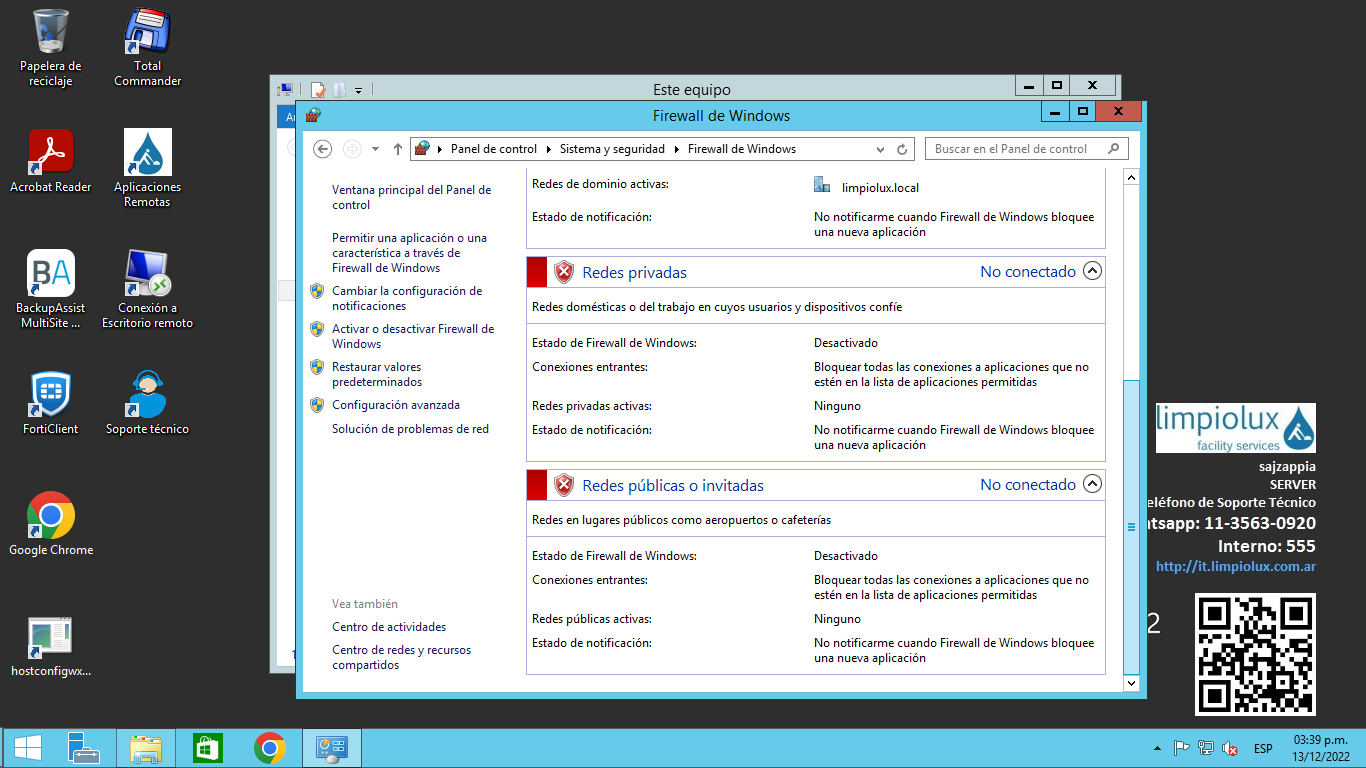 Papelera de
reciclaje
Total
Commander
Acrobat Reader
Aplicaciones
Remotas
BackupAssist
MultiSite ...
Conexión a
Escritorio remoto
FortiClient
Soporte técnico
Google Chrome
hostconfigwx...
Este equipo
Firewall de Windows
Panel de control
Sistema y seguridad
Firewall de Windows
Buscar en el Panel de control
Ventana principal del Panel de
control
Permitir una aplicación o una
característica a través de
Firewall de Windows
Cambiar la configuración de
notificaciones
Activar o desactivar Firewall de
Windows
Restaurar valores
predeterminados
Configuración avanzada
Solución de problemas de red
Vea también
Centro de actividades
Centro de redes y recursos
compartidos
Redes de dominio activas:
limpiolux.local
Estado de notificación:
No notificarme cuando Firewall de Windows bloquee
una nueva aplicación
Redes privadas
No conectado
Redes domésticas o del trabajo en cuyos usuarios y dispositivos confíe
Estado de Firewall de Windows:
Desactivado
Conexiones entrantes:
Bloquear todas las conexiones a aplicaciones que no
estén en la lista de aplicaciones permitidas
Redes privadas activas:
Ninguno
Estado de notificación:
No notificarme cuando Firewall de Windows bloquee
una nueva aplicación
Redes públicas o invitadas
No conectado
Redes en lugares públicos como aeropuertos o cafeterías
Estado de Firewall de Windows:
Desactivado
Conexiones entrantes:
Bloquear todas las conexiones a aplicaciones que no
estén en la lista de aplicaciones permitidas
Redes públicas activas:
Ninguno
Estado de notificación:
No notificarme cuando Firewall de Windows bloquee
una nueva aplicación
limpiolux
facility services
sajzappia
SERVER
eléfono de Soporte Técnico
atsapp: 11-3563-0920
Interno: 555
http://it.limpiolux.com.ar
2
ESP
03:39 p.m.
13/12/2022